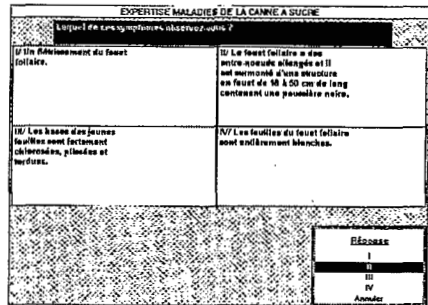 EXPERTISE MALADIES DE LA CANNE A SUCRE
Lequel de ces symptomes observez-vous ?
I/ Un flétrissement du fouet
foliaire.
II/ Le fouet foliaire a des
entre-noeuds allongés et il
est surmonté d'une structure
en fouet de 18 à 50 cm de long
contenant une poussière noire.
III/ Les bases des jeunes
feuilles sont fortement
chlorosées, plissées et
tordues.
IV/ Les feuilles du fouet foliaire
sont entièrement blanches.
Réponse
I
II
III
IV
Annuler